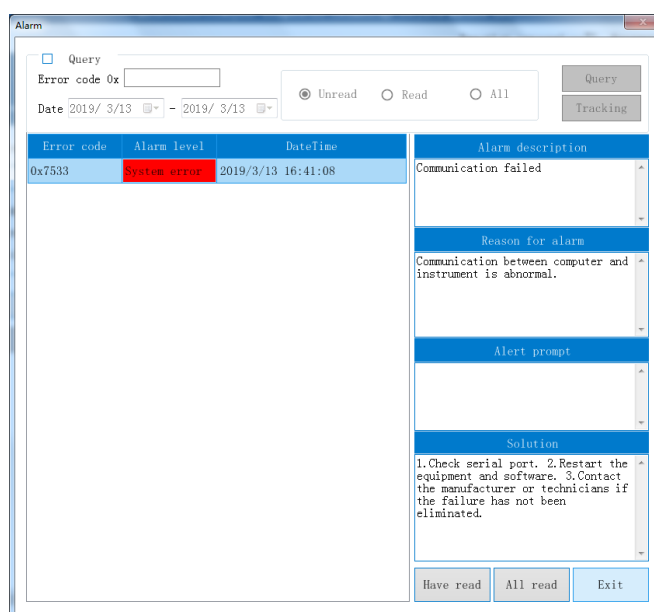 Alarm
Query
Error code 0x
Date 2019/ 3/13 - 2019/ 3/13
Unread Read All
Query
Tracking
Error code Alarm level DateTime
0x7533 System error 2019/3/13 16:41:08
Alarm description
Communication failed
Reason for alarm
Communication between computer and
instrument is abnormal.
Alert prompt
Solution
1.Check serial port. 2.Restart the
equipment and software. 3.Contact
the manufacturer or technicians if
the failure has not been
eliminated.
Have read All read Exit